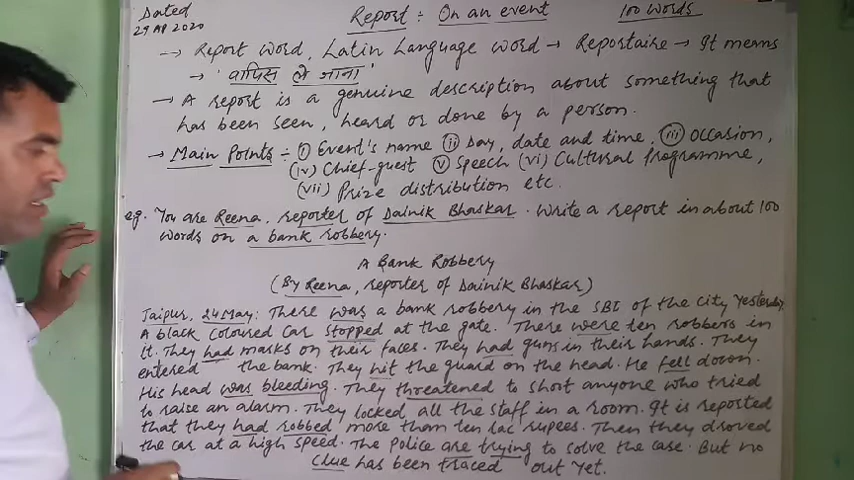 Dated
29 AP 2020
Report :- On an event 100 words
→ Report word, Latin Language word → Reportaire → It means
→ 'वापिस ले जाना'
→ A report is a genuine description about something that
has been seen, heard or done by a person.
→ Main Points :- (i) Event's name (ii) Day, date and time, (iii) Occasion,
(iv) Chief-guest (v) Speech (vi) Cultural Programme,
(vii) Prize distribution etc.
eg. You are Reena, reporter of Dainik Bhaskar. Write a report in about 100
words on a bank robbery.
A Bank Robbery
(By Reena, reporter of Dainik Bhaskar)
Jaipur, 24 May: There was a bank robbery in the SBI of the city Yesterday.
A black coloured car stopped at the gate. There were ten robbers in
it. They had masks on their faces. They had guns in their hands. They
entered the bank. They hit the guard on the head. He fell down.
His head was bleeding. They threatened to shoot anyone who tried
to raise an alarm. They locked all the staff in a room. It is reported
that they had robbed more than ten lac rupees. Then they droved
the car at a high speed. The Police are trying to solve the case. But no
clue has been traced out yet.